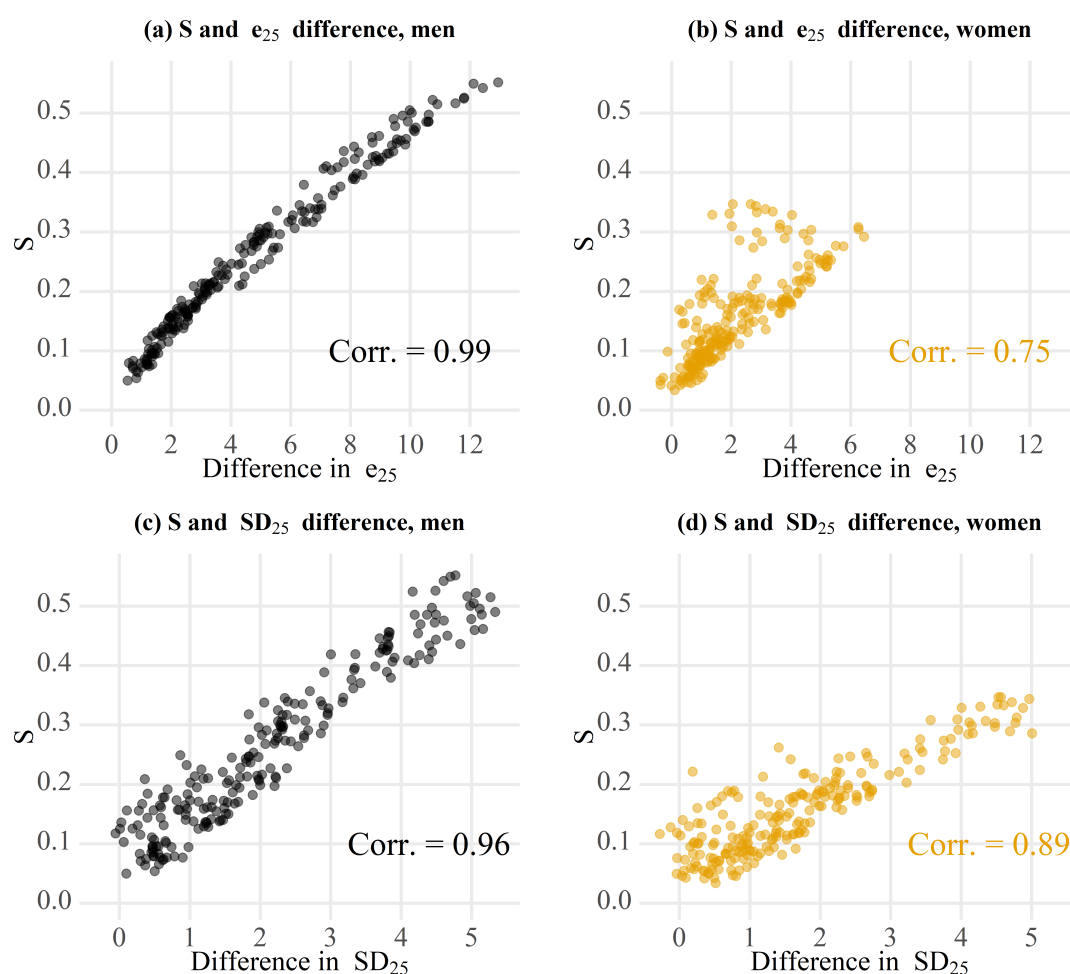 (a) S and e25 difference, men
S
0.5
0.4
0.3
0.2
0.1
0.0
Corr. = 0.99
0 2 4 6 8 10 12
Difference in e25
(b) S and e25 difference, women
S
0.5
0.4
0.3
0.2
0.1
0.0
Corr. = 0.75
0 2 4 6 8 10 12
Difference in e25
(c) S and SD25 difference, men
S
0.5
0.4
0.3
0.2
0.1
0.0
Corr. = 0.96
0 1 2 3 4 5
Difference in SD25
(d) S and SD25 difference, women
S
0.5
0.4
0.3
0.2
0.1
0.0
Corr. = 0.89
0 1 2 3 4 5
Difference in SD25